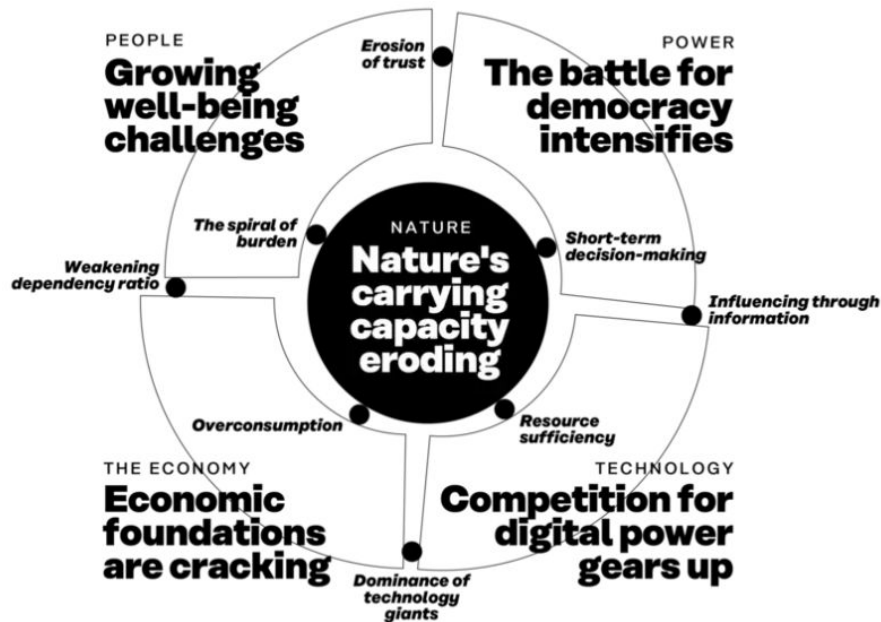 PEOPLE
Growing
well-being
challenges
Erosion
of trust
POWER
The battle for
democracy
intensifies
The spiral of
burden
NATURE
Nature's
carrying
capacity
eroding
Short-term
decision-making
Weakening
dependency ratio
Influencing through
information
Overconsumption
Resource
sufficiency
THE ECONOMY
Economic
foundations
are cracking
TECHNOLOGY
Competition for
digital power
gears up
Dominance of
technology
giants